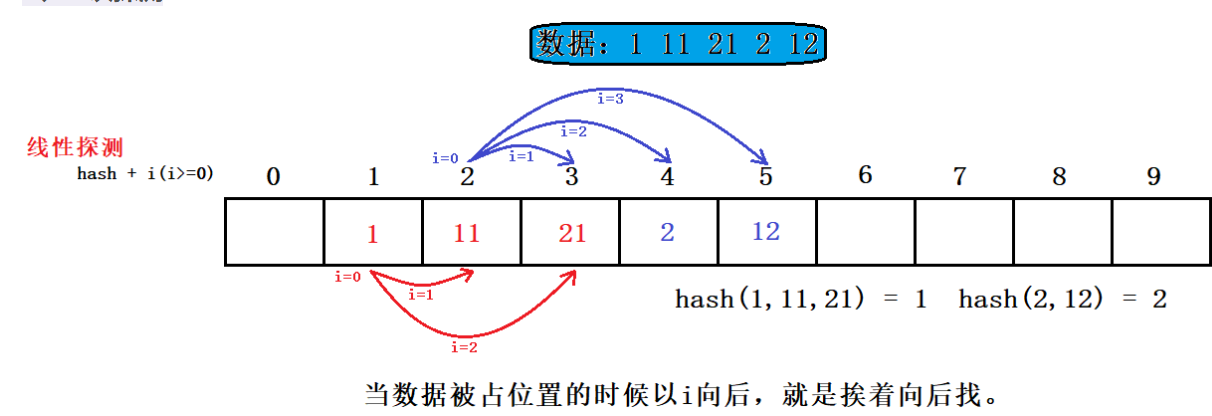 数据: 1 11 21 2 12
i=3
i=2
线性探测
i=0 i=1
hash + i(i>=0) 0 1 2 3 4 5 6 7 8 9
1 11 21 2 12
i=0
i=1
hash(1,11,21) = 1 hash(2,12) = 2
i=2
当数据被占位置的时候以i向后，就是挨着向后找。